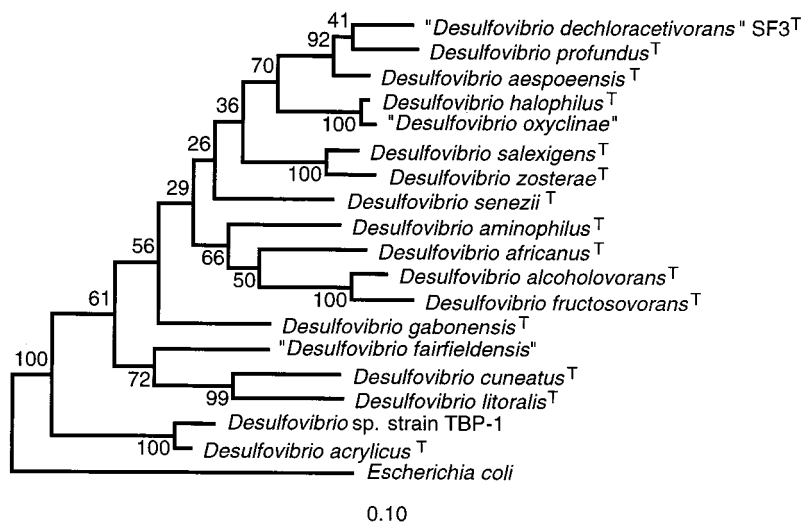 41
"Desulfovibrio dechloracetivorans" SF3T
92
Desulfovibrio profundusT
70
Desulfovibrio aespoeensisT
36
Desulfovibrio halophilusT
100
"Desulfovibrio oxyclinae"
26
Desulfovibrio salexigensT
100
Desulfovibrio zosteraeT
29
Desulfovibrio seneziiT
Desulfovibrio aminophilusT
66
Desulfovibrio africanusT
56
50
Desulfovibrio alcoholovoransT
100
Desulfovibrio fructosovoransT
61
Desulfovibrio gabonensisT
"Desulfovibrio fairfieldensis"
100
72
Desulfovibrio cuneatusT
99
Desulfovibrio litoralisT
Desulfovibrio sp. strain TBP-1
100
Desulfovibrio acrylicusT
Escherichia coli
0.10